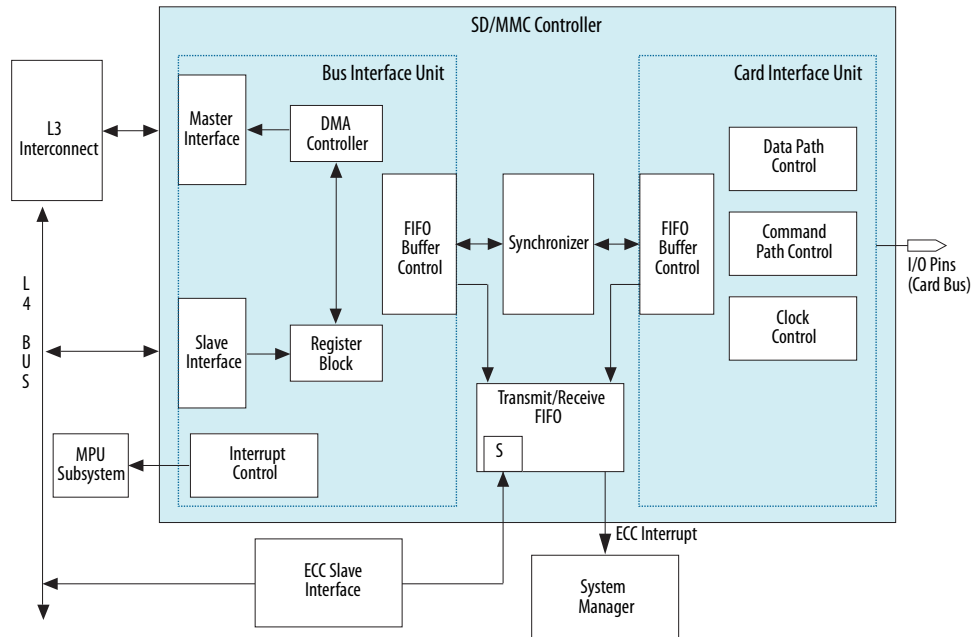 SD/MMC Controller
Bus Interface Unit
Card Interface Unit
L3
Interconnect
Master
Interface
DMA
Controller
Data Path
Control
FIFO
Buffer
Control
Synchronizer
FIFO
Buffer
Control
Command
Path Control
I/O Pins
(Card Bus)
L
4
B
U
S
Slave
Interface
Register
Block
Clock
Control
Transmit/Receive
FIFO
S
MPU
Subsystem
Interrupt
Control
ECC Interrupt
ECC Slave
Interface
System
Manager